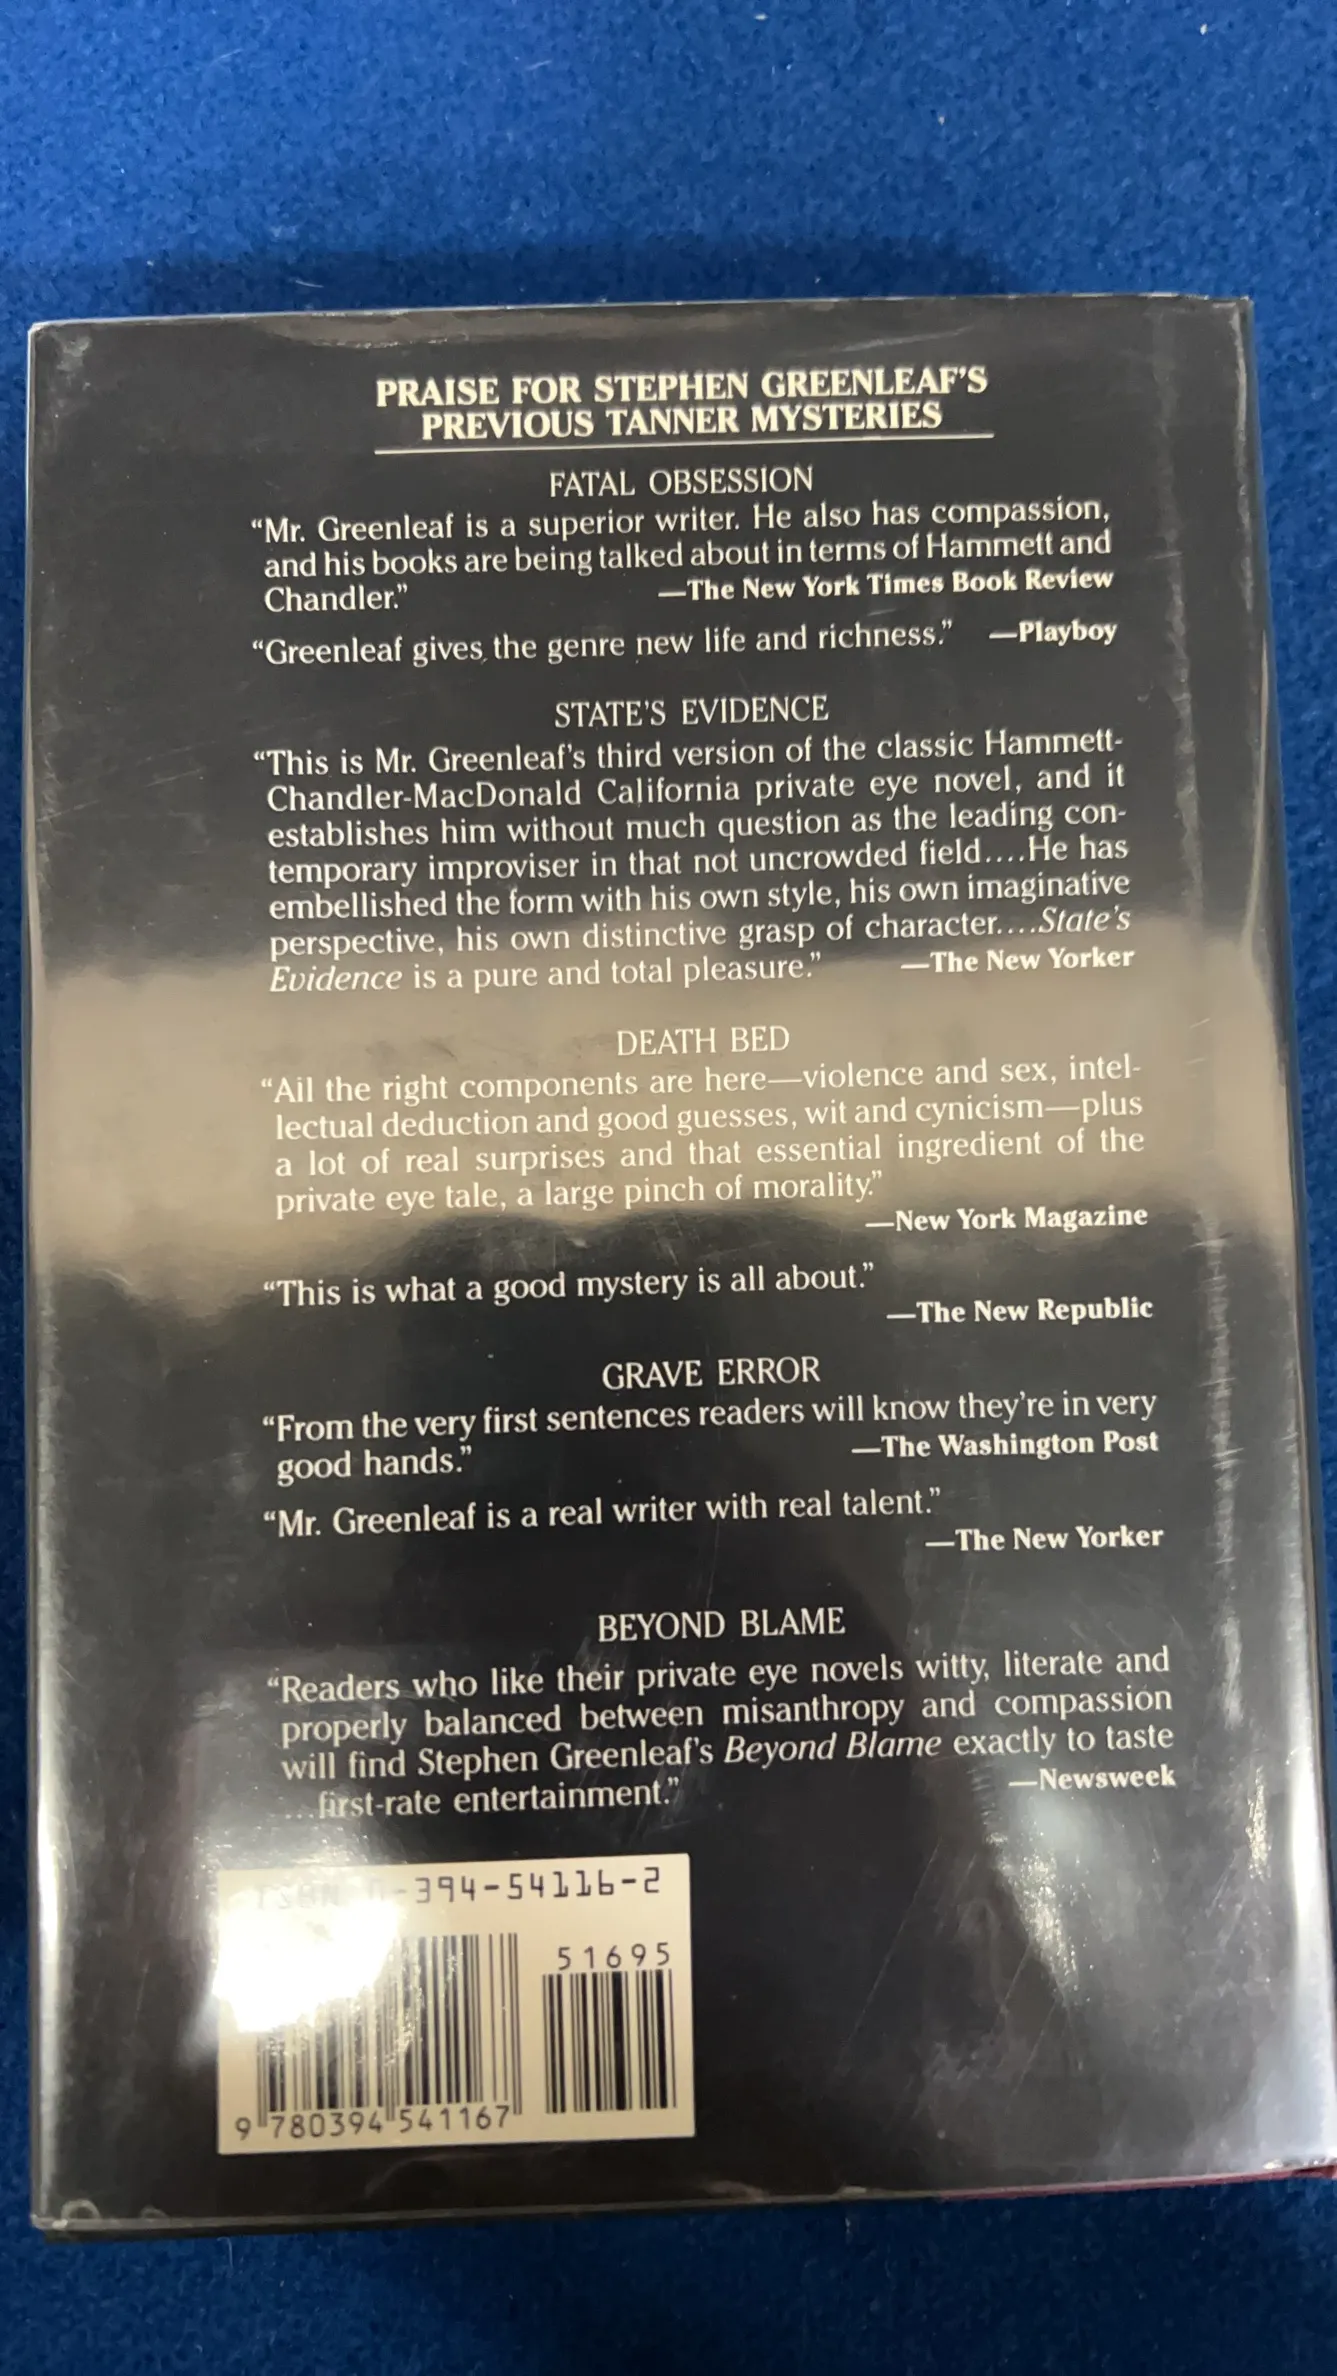 PRAISE FOR STEPHEN GREENLEAF'S
PREVIOUS TANNER MYSTERIES
FATAL OBSESSION
“Mr. Greenleaf is a superior writer. He also has compassion,
and his books are being talked about in terms of Hammett and
Chandler.” —The New York Times Book Review
“Greenleaf gives the genre new life and richness.” —Playboy
STATE'S EVIDENCE
“This is Mr. Greenleaf's third version of the classic Hammett-
Chandler-MacDonald California private eye novel, and it
establishes him without much question as the leading con-
temporary improviser in that not uncrowded field....He has
embellished the form with his own style, his own imaginative
perspective, his own distinctive grasp of character....State's
Evidence is a pure and total pleasure.” —The New Yorker
DEATH BED
“All the right components are here—violence and sex, intel-
lectual deduction and good guesses, wit and cynicism—plus
a lot of real surprises and that essential ingredient of the
private eye tale, a large pinch of morality.”
—New York Magazine
“This is what a good mystery is all about.”
—The New Republic
GRAVE ERROR
“From the very first sentences readers will know they're in very
good hands.” —The Washington Post
“Mr. Greenleaf is a real writer with real talent.”
—The New Yorker
BEYOND BLAME
“Readers who like their private eye novels witty, literate and
properly balanced between misanthropy and compassion
will find Stephen Greenleaf's Beyond Blame exactly to taste
...first-rate entertainment.” —Newsweek
ISBN 0-394-54116-2
51695
9 780394 541167